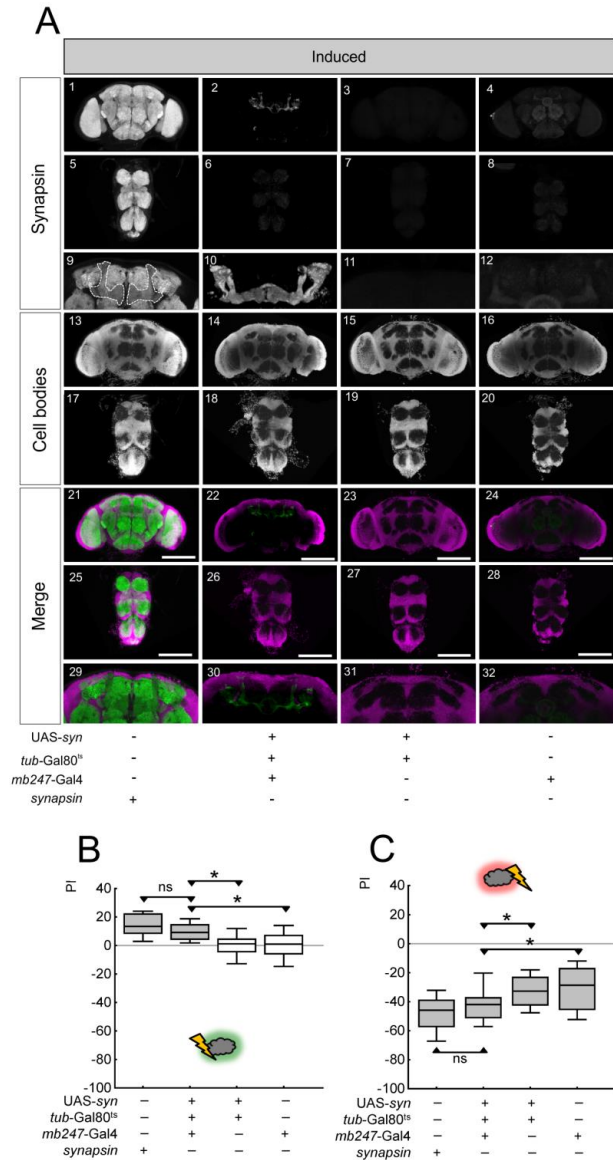 A
Induced
Synapsin
1 2 3 4
5 6 7 8
9 10 11 12
Cell bodies
13 14 15 16
17 18 19 20
Merge
21 22 23 24
25 26 27 28
29 30 31 32
UAS-syn - + + -
tub-Gal80ts - + + -
mb247-Gal4 - + - +
synapsin + - - -
B
C
PI
40
20
0
-20
-40
-60
-80
-100
ns
*
*
UAS-syn – + + –
tub-Gal80ts – + + –
mb247-Gal4 – + – +
synapsin + – – –
PI
40
20
0
-20
-40
-60
-80
-100
*
*
ns
UAS-syn – + + –
tub-Gal80ts – + + –
mb247-Gal4 – + – +
synapsin + – – –